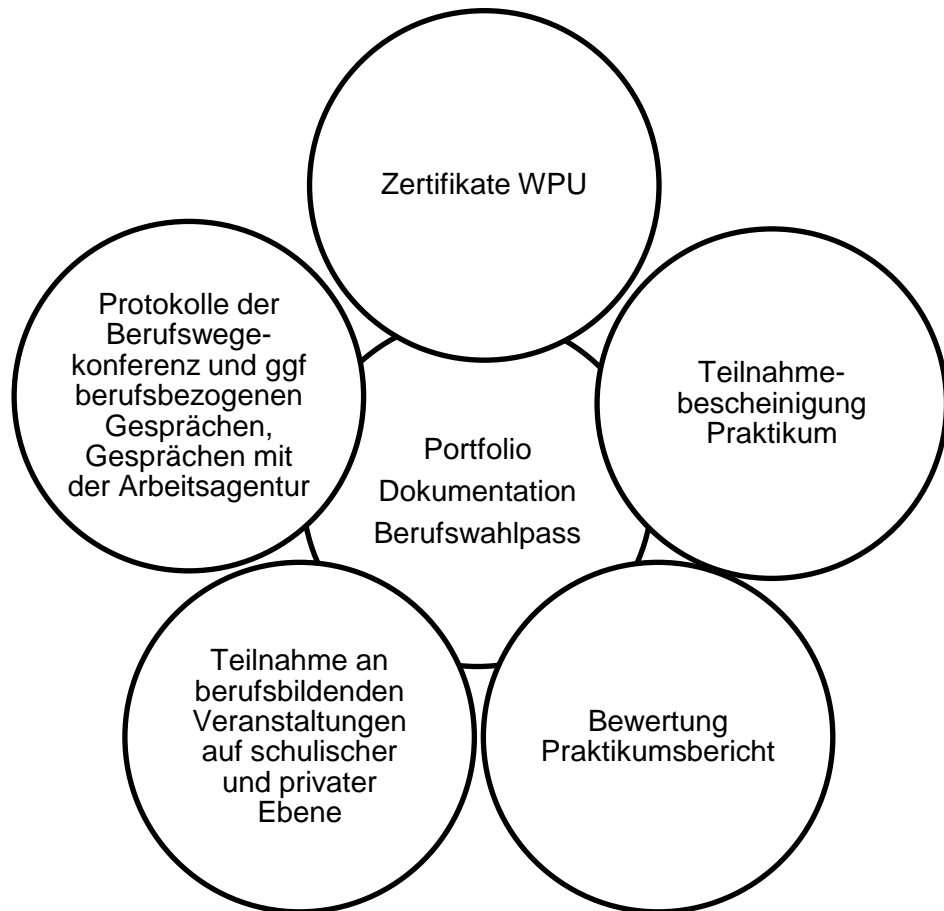 Zertifikate WPU
Protokolle der
Berufswege-
konferenz und ggf
berufsbezogenen
Gesprächen,
Gesprächen mit
der Arbeitsagentur
Teilnahme-
bescheinigung
Praktikum
Portfolio
Dokumentation
Berufswahlpass
Teilnahme an
berufsbildenden
Veranstaltungen
auf schulischer
und privater
Ebene
Bewertung
Praktikumsbericht